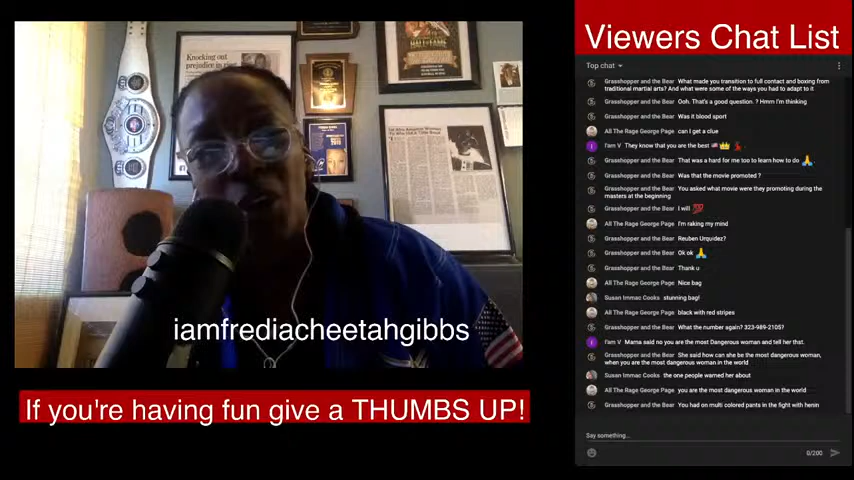 Knocking out
prejudice in
HALL of FAME
1st Afro American Woman
iamfrediacheetahgibbs
If you're having fun give a THUMBS UP!
Viewers Chat List
Top chat
Grasshopper and the Bear What made you transition to full contact and boxing from
traditional martial arts? And what were some of the ways you had to adapt to it
Grasshopper and the Bear Ooh. That's a good question. ? Hmm I'm thinking
Grasshopper and the Bear Was it blood sport
All The Rage George Page can I get a clue
I'am V They know that you are the best
Grasshopper and the Bear That was a hard for me too to learn how to do 🙏.
Grasshopper and the Bear Was that the movie promoted ?
Grasshopper and the Bear You asked what movie were they promoting during the
masters at the beginning
Grasshopper and the Bear I will 💯
All The Rage George Page I'm raking my mind
Grasshopper and the Bear Reuben Urquidez?
Grasshopper and the Bear Ok ok 🙏
Grasshopper and the Bear Thank u
All The Rage George Page Nice bag
Susan Immac Cooks stunning bag!
All The Rage George Page black with red stripes
Grasshopper and the Bear What the number again? 323-989-2105?
I'am V Mama said no you are the most Dangerous woman and tell her thst.
Grasshopper and the Bear She said how can she be the most dangerous woman,
when you are the most dangerous woman in the world
Susan Immac Cooks the one people warned her about
All The Rage George Page you are the most dangerous woman in the world
Grasshopper and the Bear You had on multi colored pants in the fight with henin
Say something...
0/200